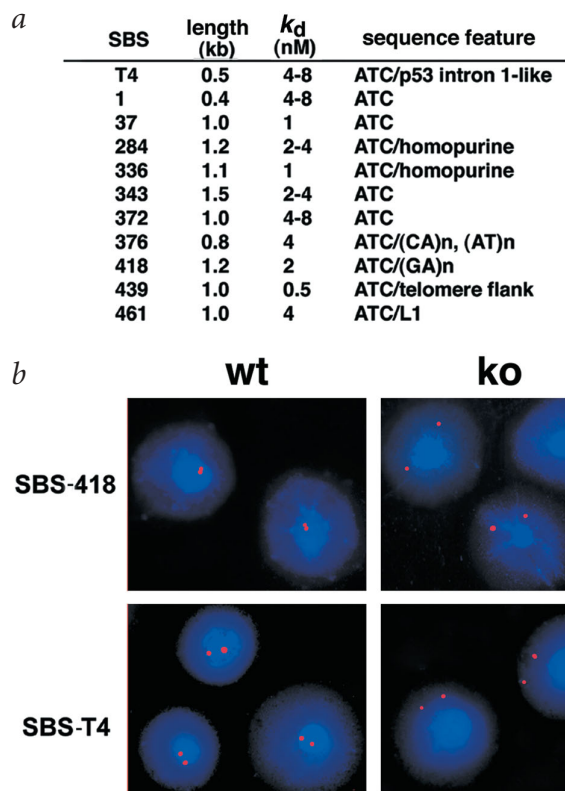 a
SBS length (kb) kd (nM) sequence feature
T4 0.5 4-8 ATC/p53 intron 1-like
1 0.4 4-8 ATC
37 1.0 1 ATC
284 1.2 2-4 ATC/homopurine
336 1.1 1 ATC/homopurine
343 1.5 2-4 ATC
372 1.0 4-8 ATC
376 0.8 4 ATC/(CA)n, (AT)n
418 1.2 2 ATC/(GA)n
439 1.0 0.5 ATC/telomere flank
461 1.0 4 ATC/L1
b
wt ko
SBS-418
SBS-T4